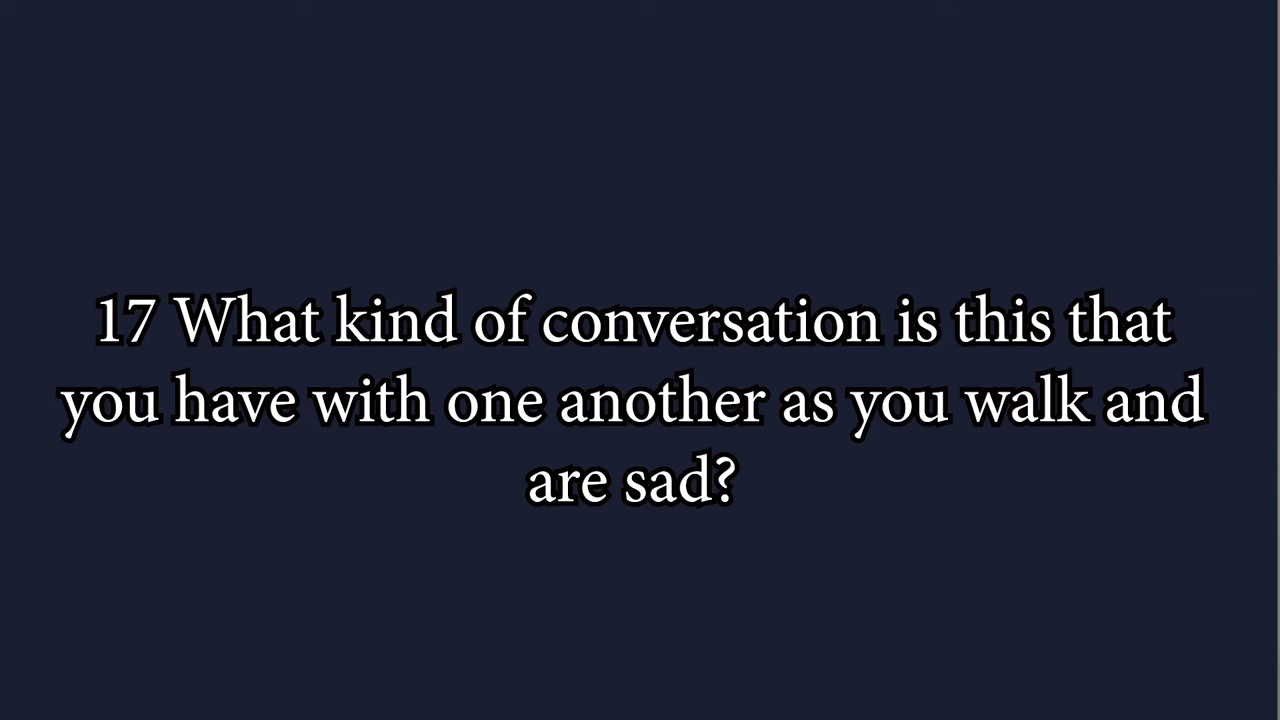 17 What kind of conversation is this that
you have with one another as you walk and
are sad?